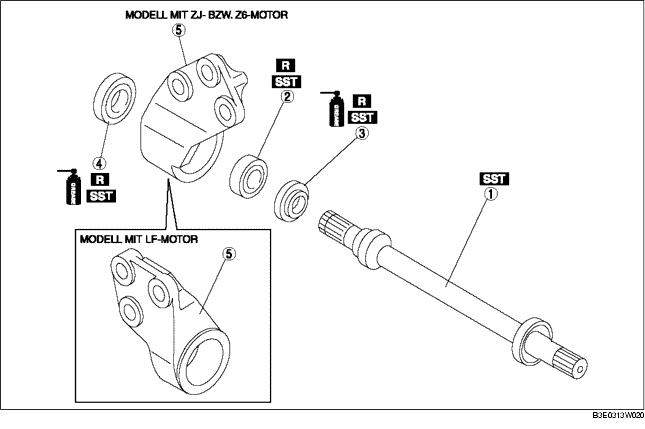 MODELL MIT ZJ- BZW. Z6-MOTOR
5
R
SST
2
R
SST
3
4
R
SST
SST
1
MODELL MIT LF-MOTOR
5
B3E0313W020